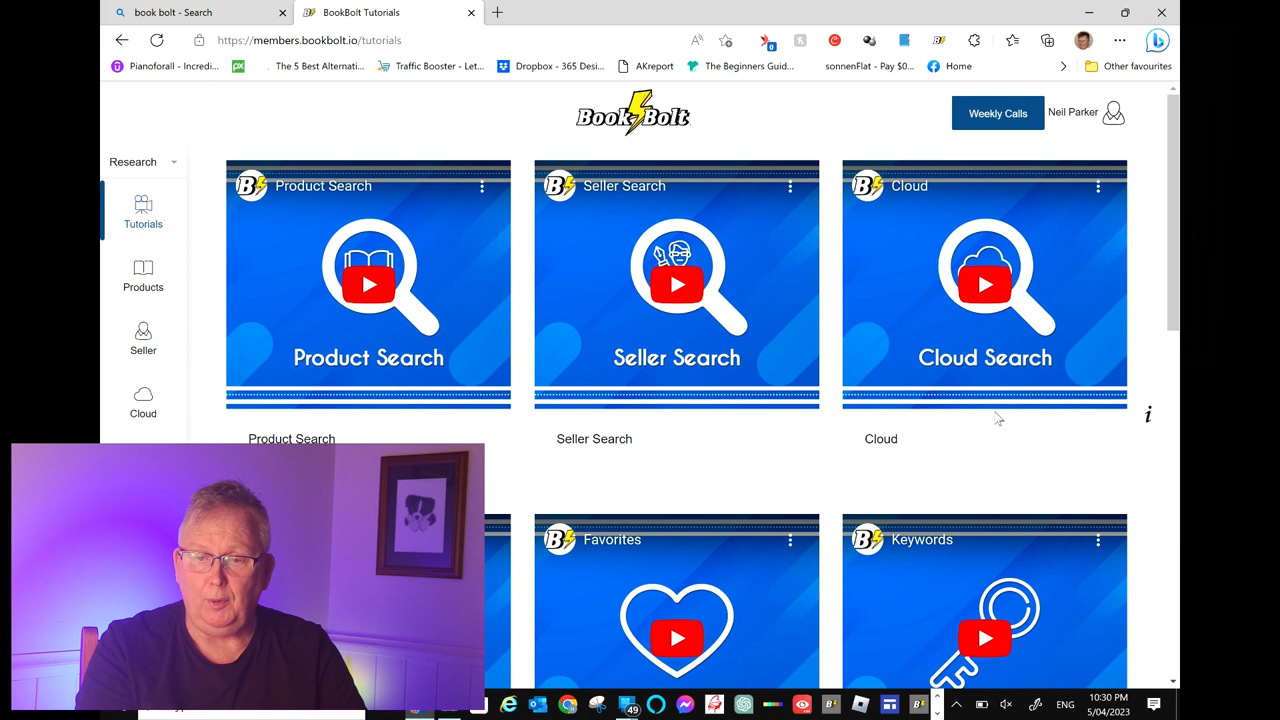 book bolt - Search
BookBolt Tutorials
https://members.bookbolt.io/tutorials
Pianoforall - Incredi...
The 5 Best Alternati...
Traffic Booster - Let...
Dropbox - 365 Desi...
AKreport
The Beginners Guid...
sonnenFlat - Pay $0...
Home
Other favourites
Book Bolt
Weekly Calls
Neil Parker
Research
Tutorials
Products
Seller
Cloud
Product Search
Product Search
Product Search
Seller Search
Seller Search
Seller Search
Cloud
Cloud Search
Cloud
Favorites
Keywords
49
ENG
10:30 PM
5/04/2023